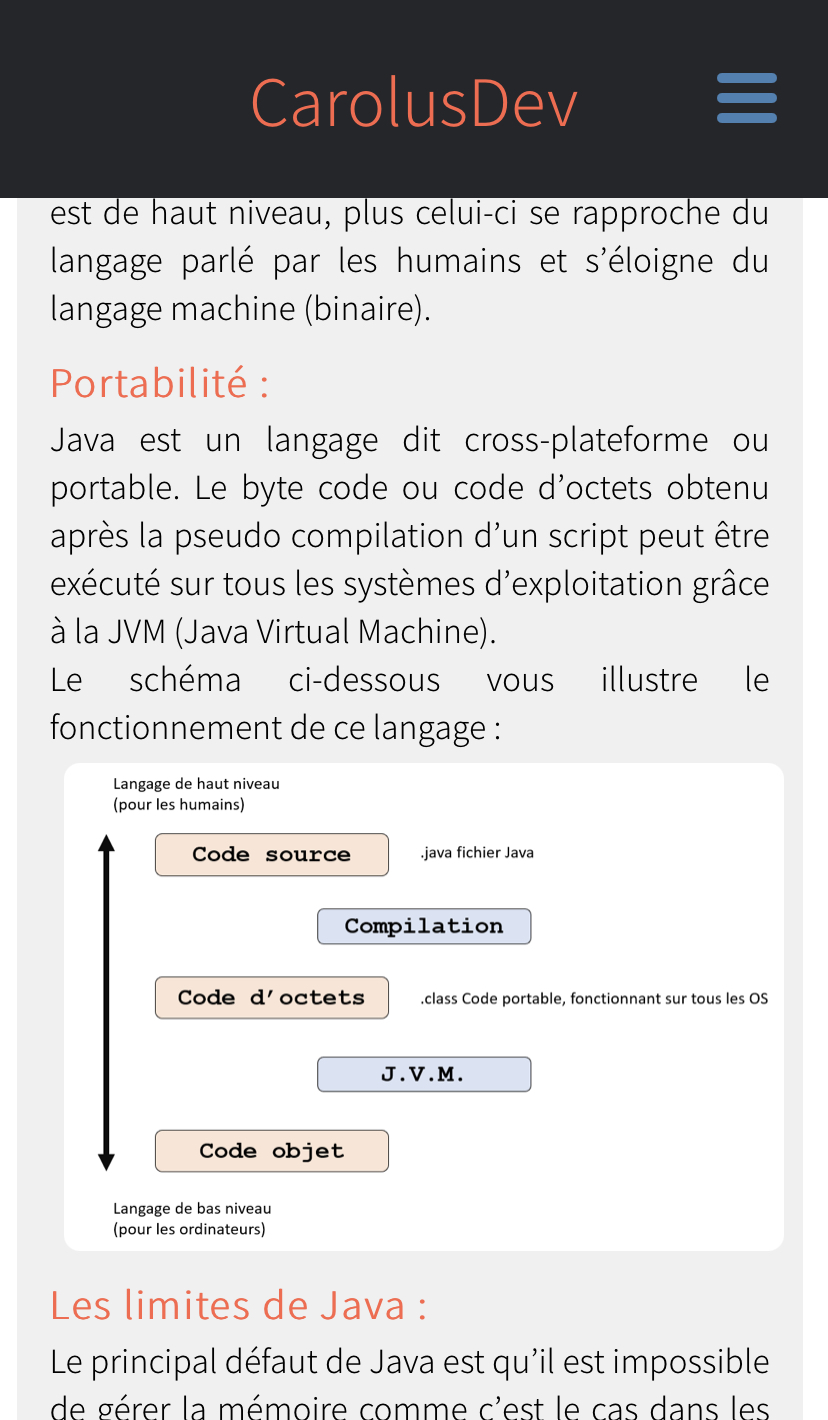 CarolusDev
est de haut niveau, plus celui-ci se rapproche du
langage parlé par les humains et s’éloigne du
langage machine (binaire).
Portabilité :
Java est un langage dit cross-plateforme ou
portable. Le byte code ou code d’octets obtenu
après la pseudo compilation d’un script peut être
exécuté sur tous les systèmes d’exploitation grâce
à la JVM (Java Virtual Machine).
Le schéma ci-dessous vous illustre le
fonctionnement de ce langage :
Langage de haut niveau
(pour les humains)
Code source
.java fichier Java
Compilation
Code d’octets
.class Code portable, fonctionnant sur tous les OS
J.V.M.
Code objet
Langage de bas niveau
(pour les ordinateurs)
Les limites de Java :
Le principal défaut de Java est qu’il est impossible
de gérer la mémoire comme c’est le cas dans les